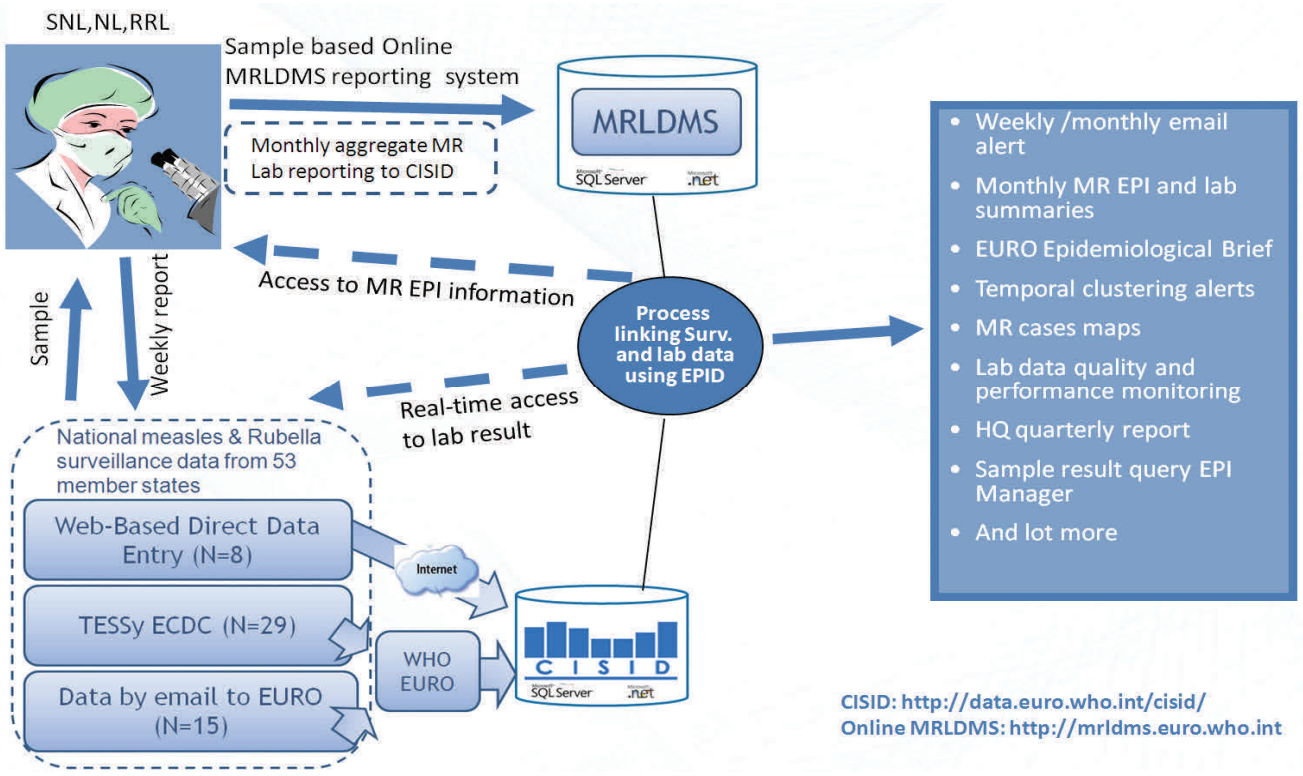 SNL,NL,RRL
Sample based Online
MRLDMS reporting system
Monthly aggregate MR
Lab reporting to CISID
MRLDMS
Microsoft
SQL Server
Microsoft
.net
Access to MR EPI information
Sample
Weekly report
Process
linking Surv.
and lab data
using EPID
Real-time access
to lab result
• Weekly /monthly email
alert
• Monthly MR EPI and lab
summaries
• EURO Epidemiological Brief
• Temporal clustering alerts
• MR cases maps
• Lab data quality and
performance monitoring
• HQ quarterly report
• Sample result query EPI
Manager
• And lot more
National measles & Rubella
surveillance data from 53
member states
Web-Based Direct Data
Entry (N=8)
Internet
TESSy ECDC (N=29)
Data by email to EURO
(N=15)
WHO
EURO
CISID
Microsoft
SQL Server
Microsoft
.net
CISID: http://data.euro.who.int/cisid/
Online MRLDMS: http://mrldms.euro.who.int